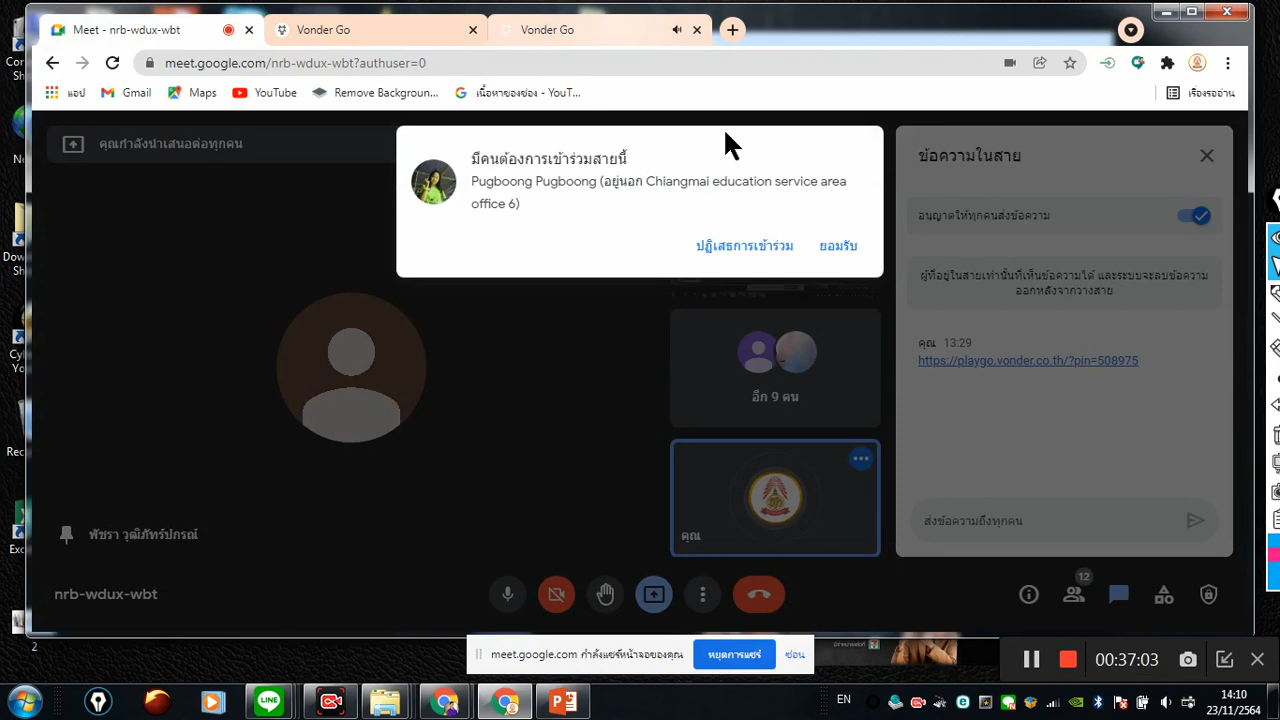 Meet - nrb-wdux-wbt
Vonder Go
Vonder Go
meet.google.com/nrb-wdux-wbt?authuser=0
แอป
Gmail
Maps
YouTube
Remove Backgroun...
เนื้อหาของช่อง - YouT...
เรื่องรออ่าน
คุณกำลังนำเสนอต่อทุกคน
มีคนต้องการเข้าร่วมสายนี้
Pugboong Pugboong (อยู่นอก Chiangmai education service area
office 6)
ปฏิเสธการเข้าร่วม
ยอมรับ
ข้อความในสาย
อนุญาตให้ทุกคนส่งข้อความ
ผู้ที่อยู่ในสายเท่านั้นที่เห็นข้อความได้ และระบบจะลบข้อความ
ออกหลังจากวางสาย
คุณ 13:29
https://playgo.vonder.co.th/?pin=508975
อีก 9 คน
คุณ
พัชรา วุฒิภัทร์ปกรณ์
ส่งข้อความถึงทุกคน
nrb-wdux-wbt
12
meet.google.com กำลังแชร์หน้าจอของคุณ
หยุดการแชร์
ซ่อน
2
00:37:03
LINE
EN
14:10
23/11/2564